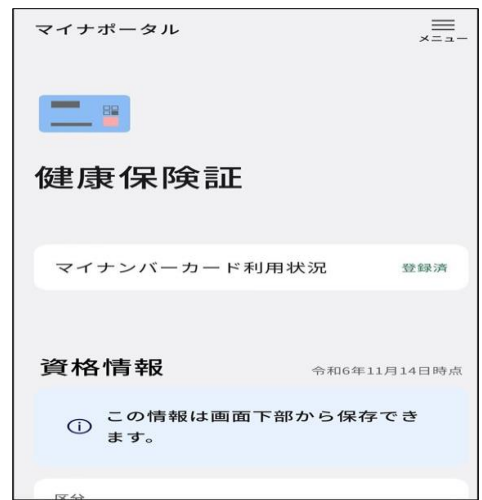 マイナポータル
メニュー
健康保険証
マイナンバーカード利用状況 登録済
資格情報 令和6年11月14日時点
この情報は画面下部から保存でき
ます。
区分